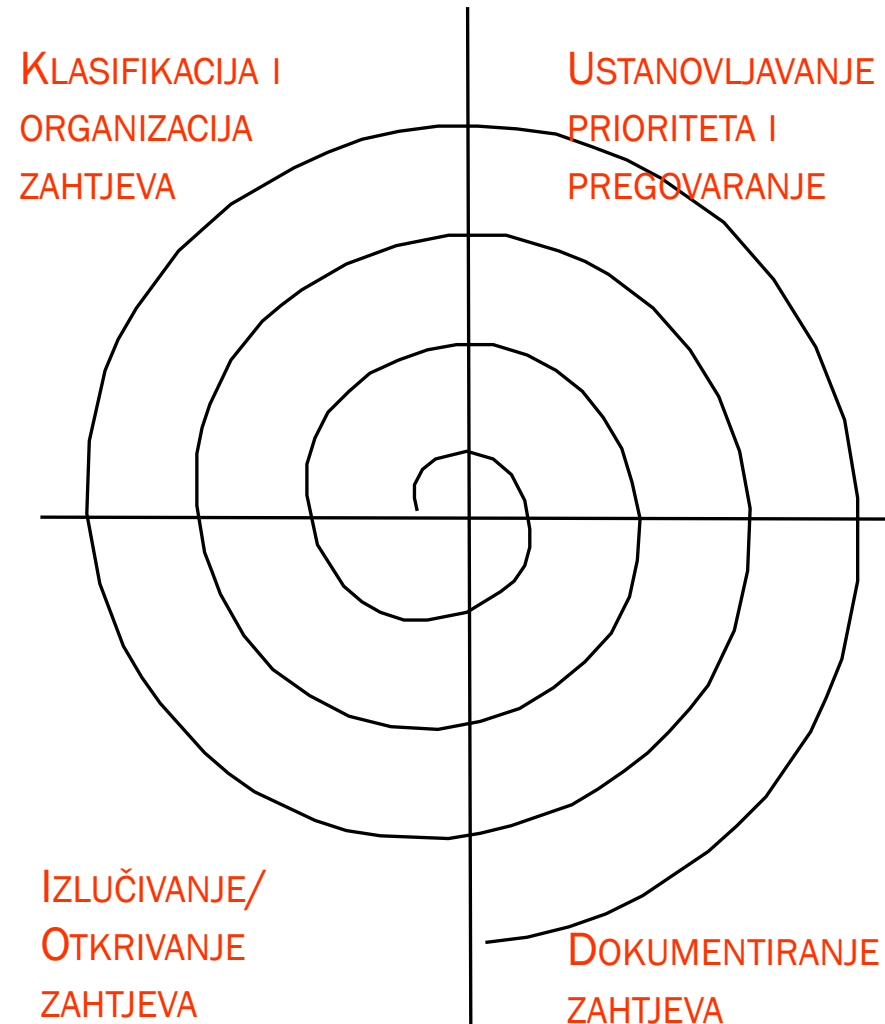 KLASIFIKACIJA I
ORGANIZACIJA
ZAHTJEVA
USTANOVLJAVANJE
PRIORITETA I
PREGOVARANJE
IZLUČIVANJE/
OTKRIVANJE
ZAHTJEVA
DOKUMENTIRANJE
ZAHTJEVA